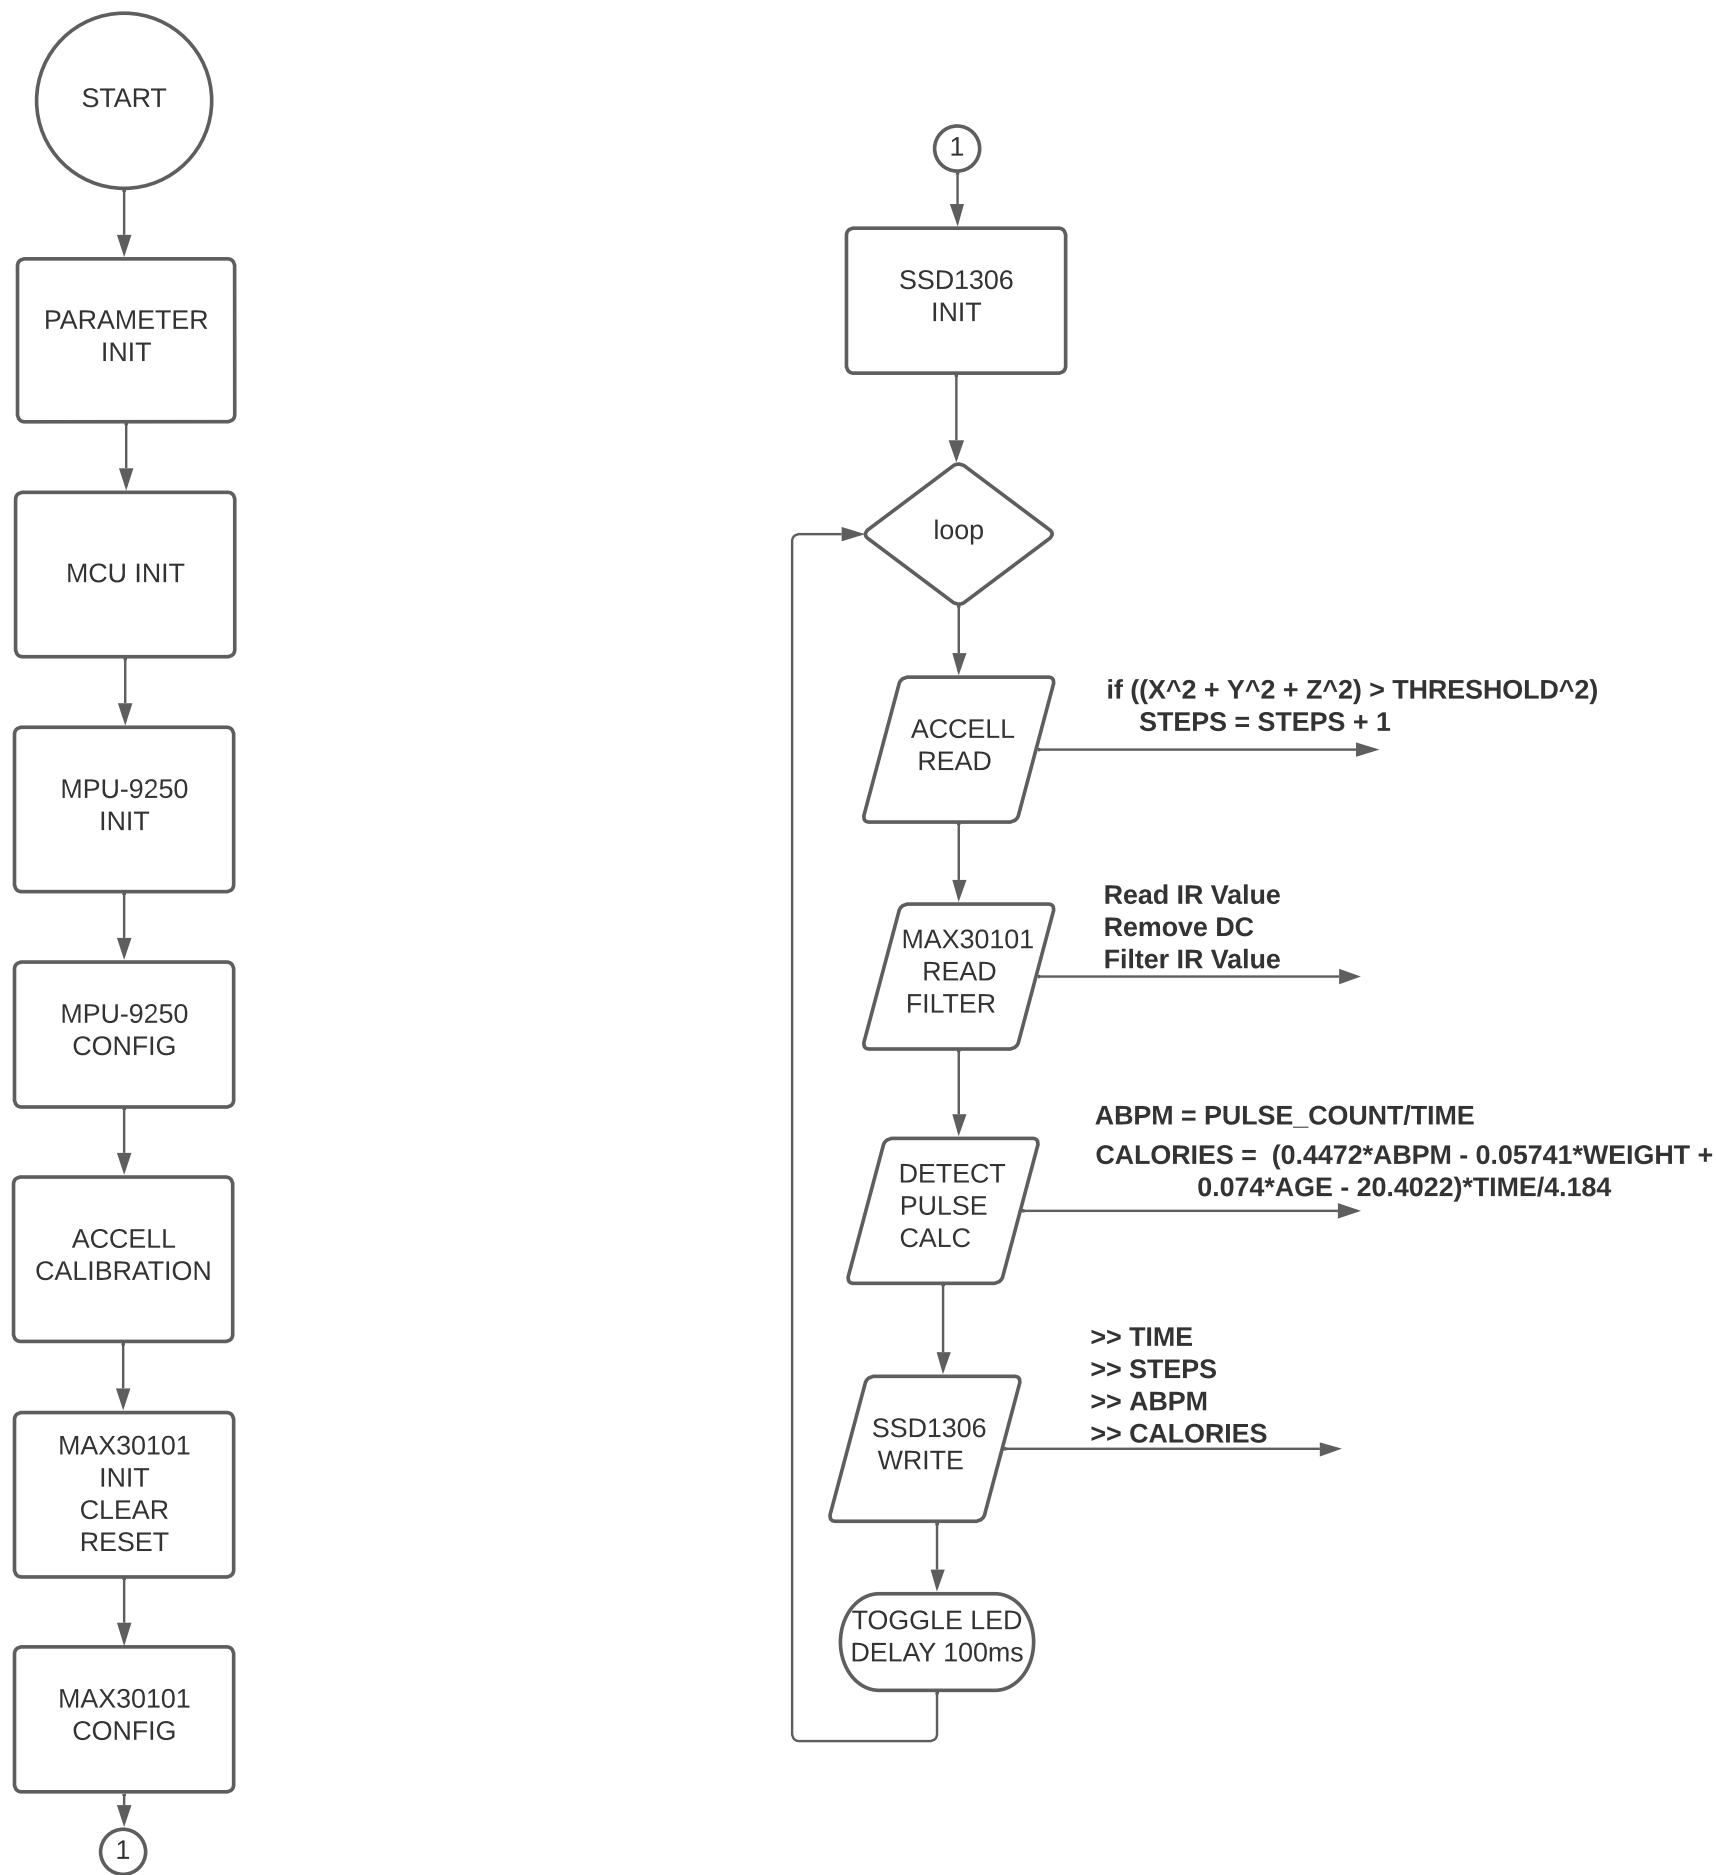 START
PARAMETER
INIT
MCU INIT
MPU-9250
INIT
MPU-9250
CONFIG
ACCELL
CALIBRATION
MAX30101
INIT
CLEAR
RESET
MAX30101
CONFIG
1
1
SSD1306
INIT
loop
ACCELL
READ
if ((X^2 + Y^2 + Z^2) > THRESHOLD^2)
STEPS = STEPS + 1
MAX30101
READ
FILTER
Read IR Value
Remove DC
Filter IR Value
DETECT
PULSE
CALC
ABPM = PULSE_COUNT/TIME
CALORIES = (0.4472*ABPM - 0.05741*WEIGHT +
0.074*AGE - 20.4022)*TIME/4.184
SSD1306
WRITE
>> TIME
>> STEPS
>> ABPM
>> CALORIES
TOGGLE LED
DELAY 100ms